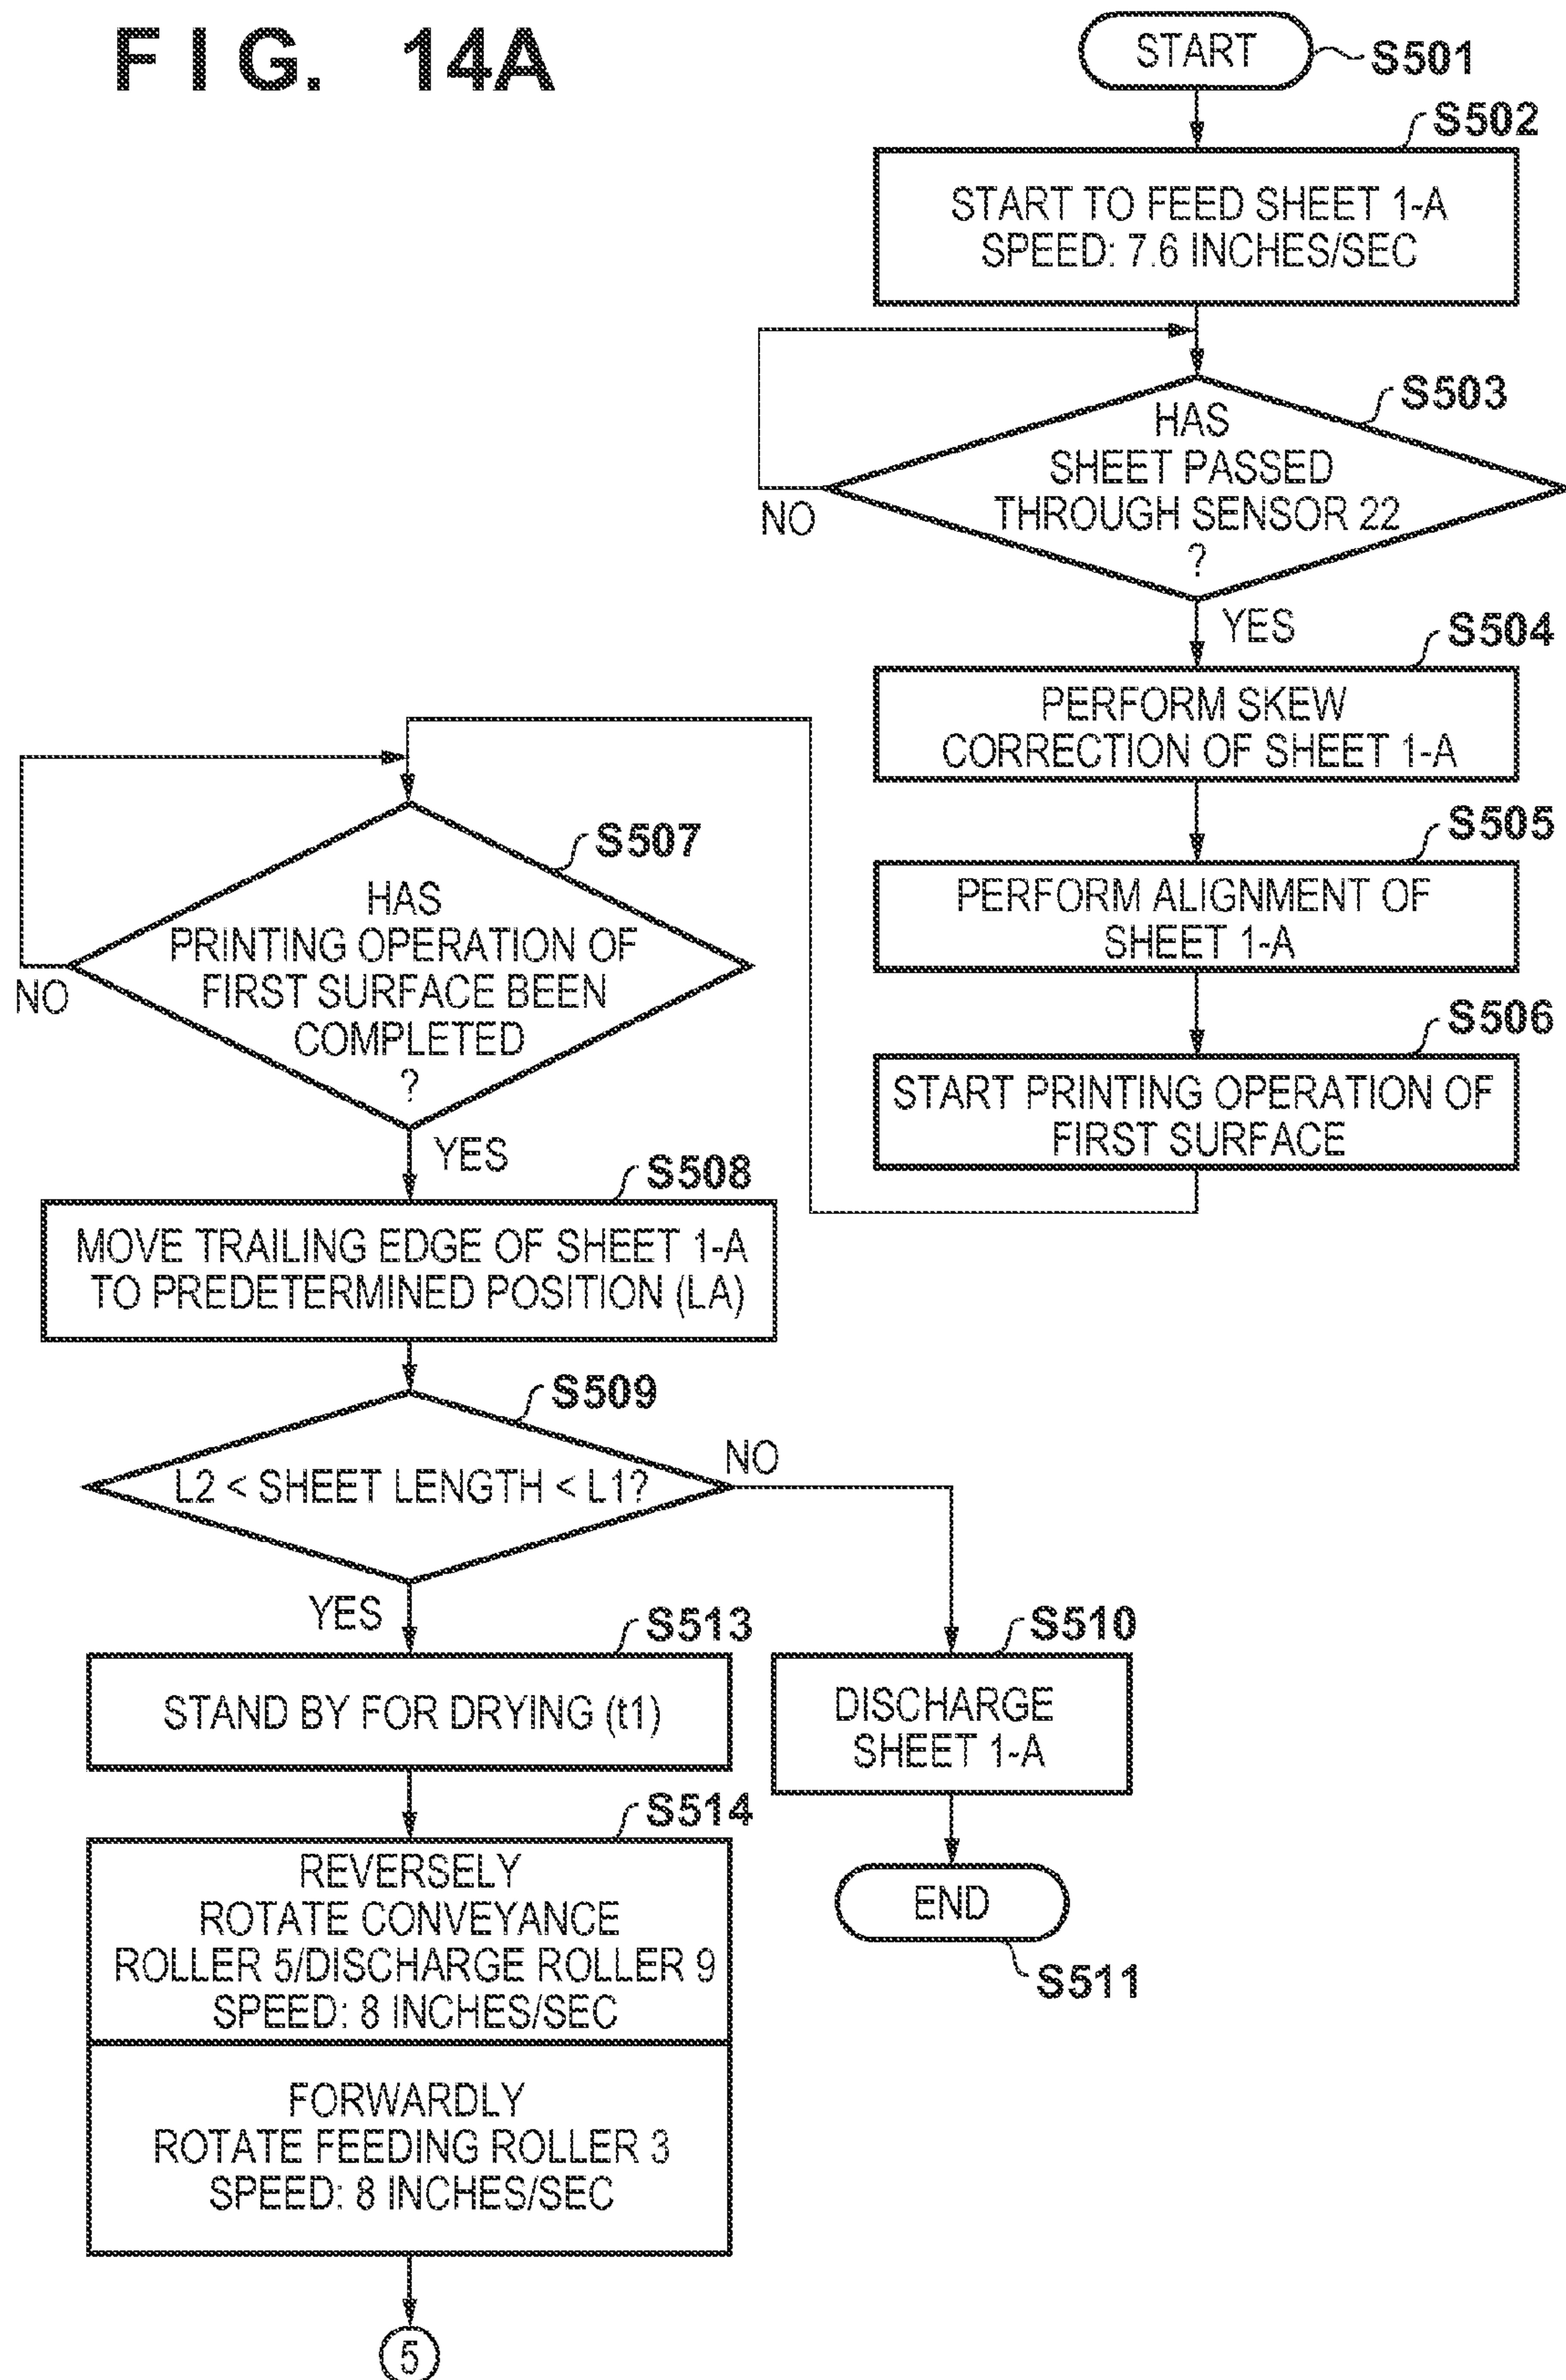 FIG. 14A
START
S501
S502
START TO FEED SHEET 1-A
SPEED: 7.6 INCHES/SEC
S503
HAS
SHEET PASSED
THROUGH SENSOR 22
?
NO
YES
S504
PERFORM SKEW
CORRECTION OF SHEET 1-A
S505
PERFORM ALIGNMENT OF
SHEET 1-A
S506
START PRINTING OPERATION OF
FIRST SURFACE
S507
HAS
PRINTING OPERATION OF
FIRST SURFACE BEEN
COMPLETED
?
NO
YES
S508
MOVE TRAILING EDGE OF SHEET 1-A
TO PREDETERMINED POSITION (LA)
S509
L2 < SHEET LENGTH < L1?
NO
YES
S513
STAND BY FOR DRYING (t1)
S510
DISCHARGE
SHEET 1-A
END
S511
S514
REVERSELY
ROTATE CONVEYANCE
ROLLER 5/DISCHARGE ROLLER 9
SPEED: 8 INCHES/SEC
FORWARDLY
ROTATE FEEDING ROLLER 3
SPEED: 8 INCHES/SEC
5